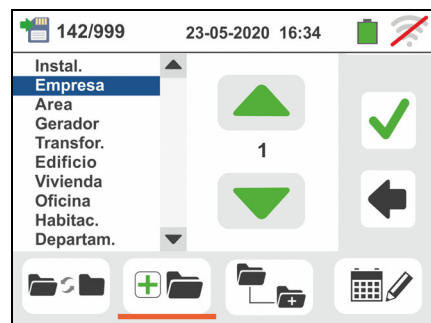 142/999
23-05-2020 16:34
Instal.
Empresa
Area
Gerador
Transfor.
Edificio
Vivienda
Oficina
Habitac.
Departam.
1